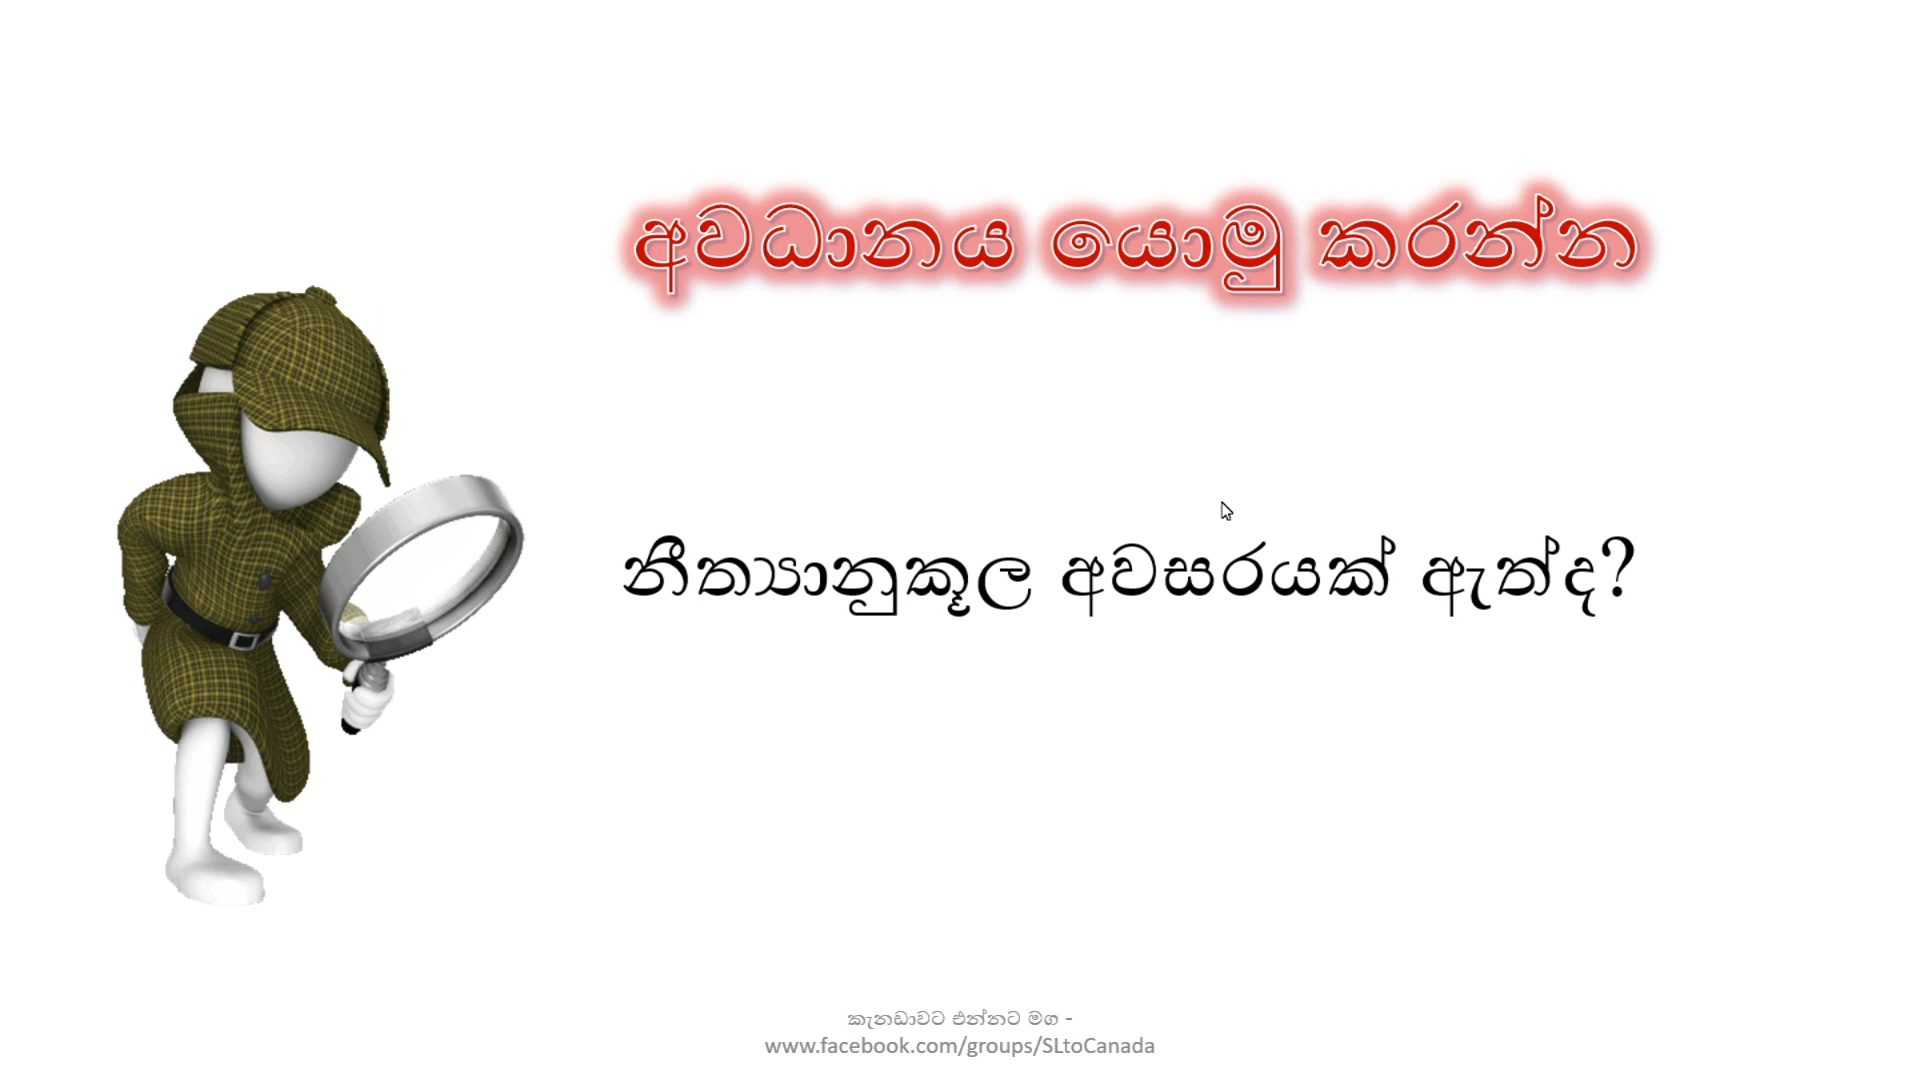 අවධානය යොමු කරන්න
නීත්‍යානුකූල අවසරයක් ඇත්ද?
කැනඩාවට එන්නට මග -
www.facebook.com/groups/SLtoCanada